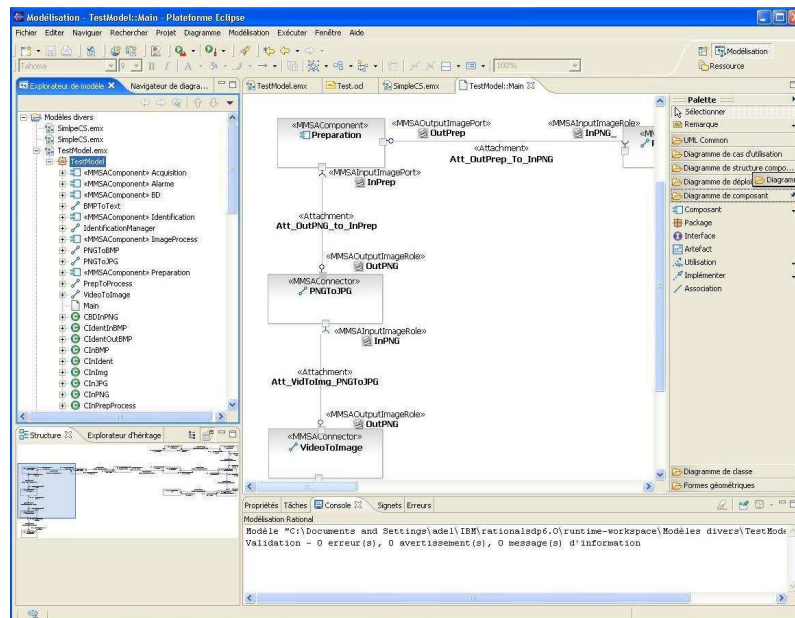 Modélisation - TestModel::Main - Plateforme Eclipse
Fichier Editer Naviguer Rechercher Projet Diagramme Modélisation Exécuter Fenêtre Aide
Tahoma 9 B I A 100%
Modélisation
Ressource
Explorateur de modèle Navigateur de diagra...
Modèles divers
SimpleCS.emx
SimpleCS.emx
TestModel.emx
TestModel
«MMSAComponent» Acquisition
«MMSAComponent» Alarme
«MMSAComponent» BD
BMPToText
«MMSAComponent» Identification
IdentificationManager
«MMSAComponent» ImageProcess
PNGToBMP
PNGToJPG
«MMSAComponent» Preparation
PrepToProcess
VideoToImage
Main
CBDInPNG
CIdentInBMP
CIdentOutBMP
CInBMP
CInIdent
CInImg
CInJPG
CInPNG
CInPrepProcess
Structure Explorateur d'héritage
TestModel.emx Test.od SimpleCS.emx TestModel::Main
«MMSAComponent»
Preparation
«MMSAOutputImagePort»
OutPrep
«MMSAInputImageRole»
InPNG_
«Attachment»
Att_OutPrep_To_InPNG
«MMSAInputImagePort»
InPrep
«Attachment»
Att_OutPNG_to_InPrep
«MMSAOutputImageRole»
OutPNG
«MMSAConnector»
PNGToJPG
«MMSAInputImageRole»
InPNG
«Attachment»
Att_VidToImg_PNGToJPG
«MMSAOutputImageRole»
OutPNG
«MMSAConnector»
VideoToImage
Palette
Sélectionner
Remarque
UML Common
Diagramme de cas d'utilisation
Diagramme de structure compo...
Diagramme de déploi
Diagramme de composant
Composant
Package
Interface
Artefact
Utilisation
Implémenter
Association
Diagramme de classe
Formes géométriques
Propriétés Tâches Console Signets Erreurs
Modélisation Rational
Modèle "C:\Documents and Settings\adel\IBM\rationalsdp6.0\runtime-workspace\Modèles divers\TestMode
Validation - 0 erreur(s), 0 avertissement(s), 0 message(s) d'information